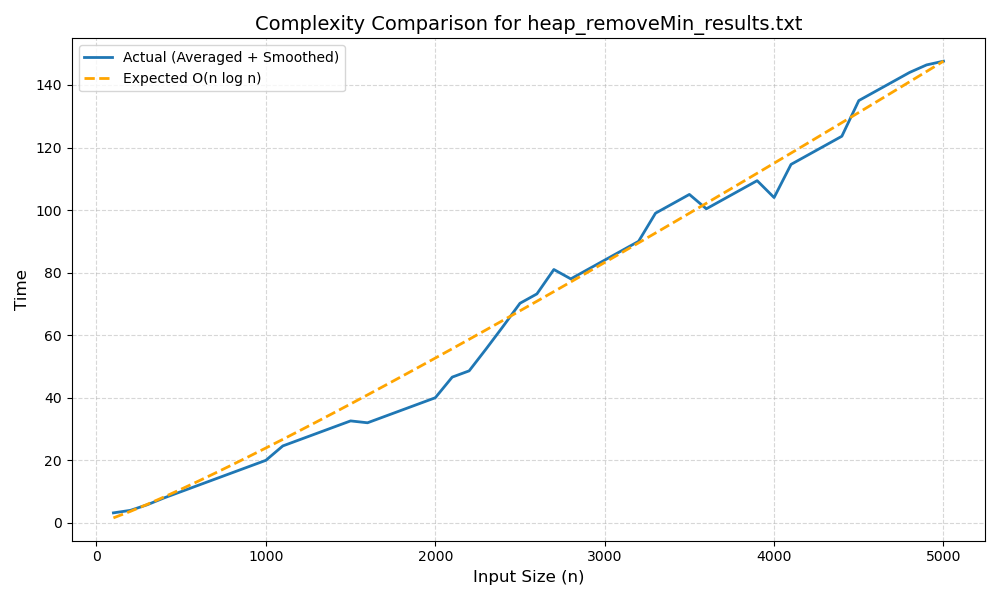 Complexity Comparison for heap_removeMin_results.txt
Actual (Averaged + Smoothed)
Expected O(n log n)
Time
140
120
100
80
60
40
20
0
0 1000 2000 3000 4000 5000
Input Size (n)